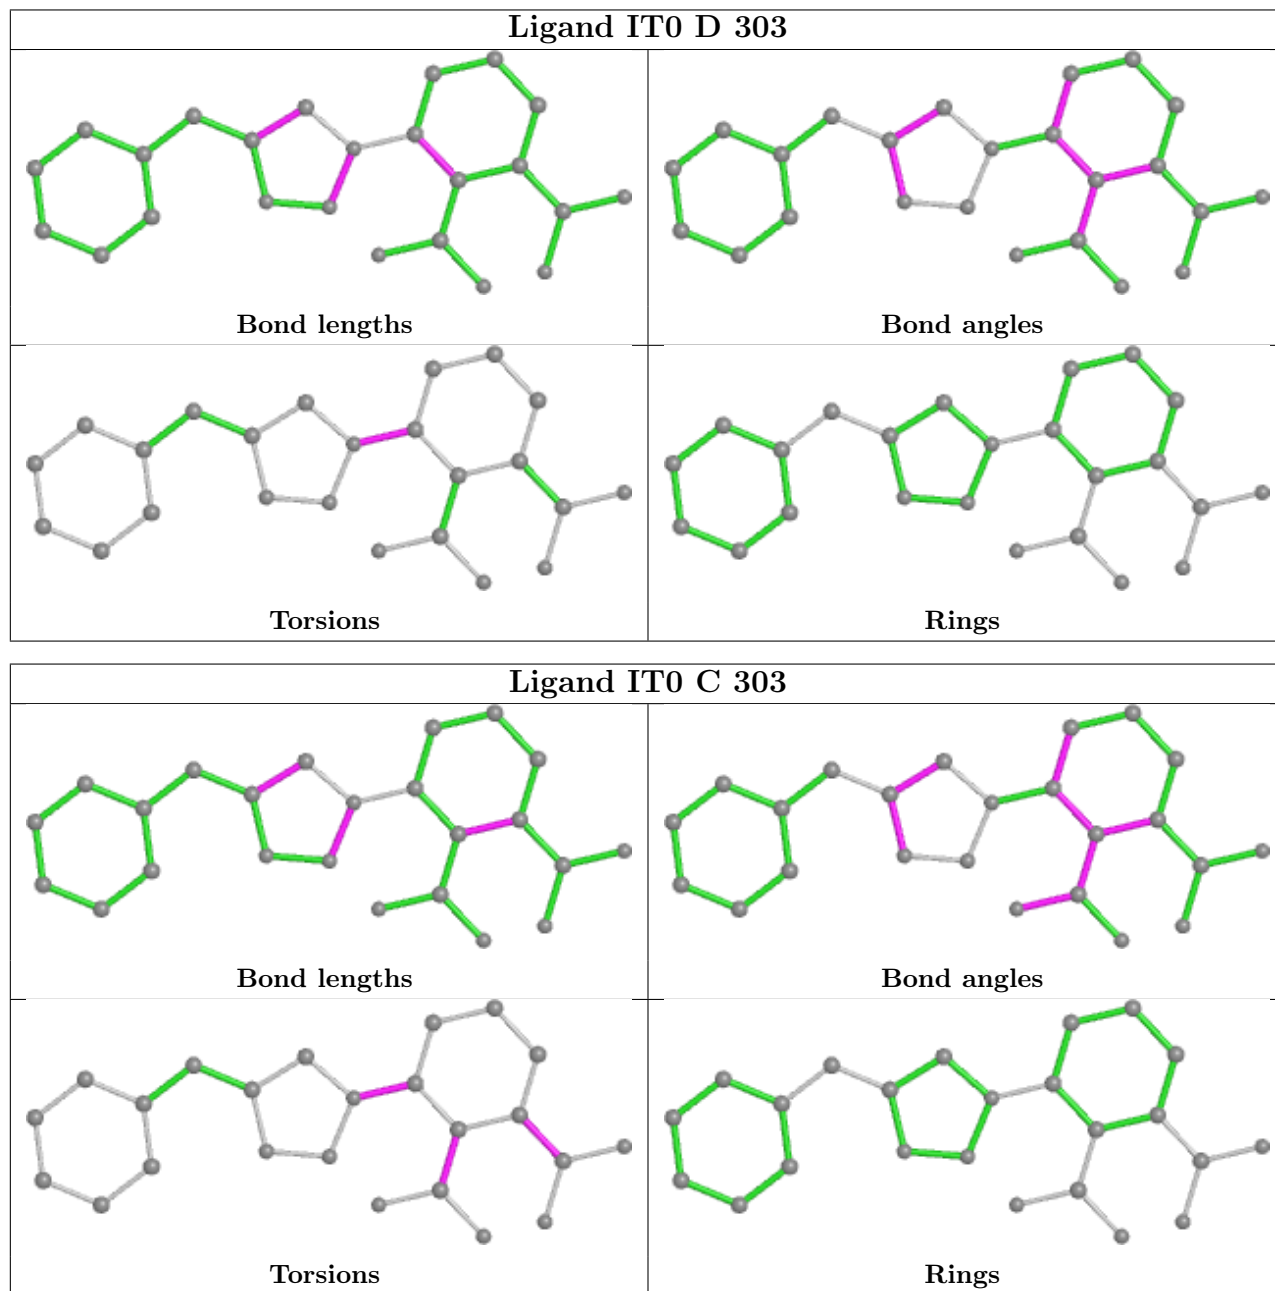 Ligand IT0 D 303
Bond lengths
Bond angles
Torsions
Rings
Ligand IT0 C 303
Bond lengths
Bond angles
Torsions
Rings